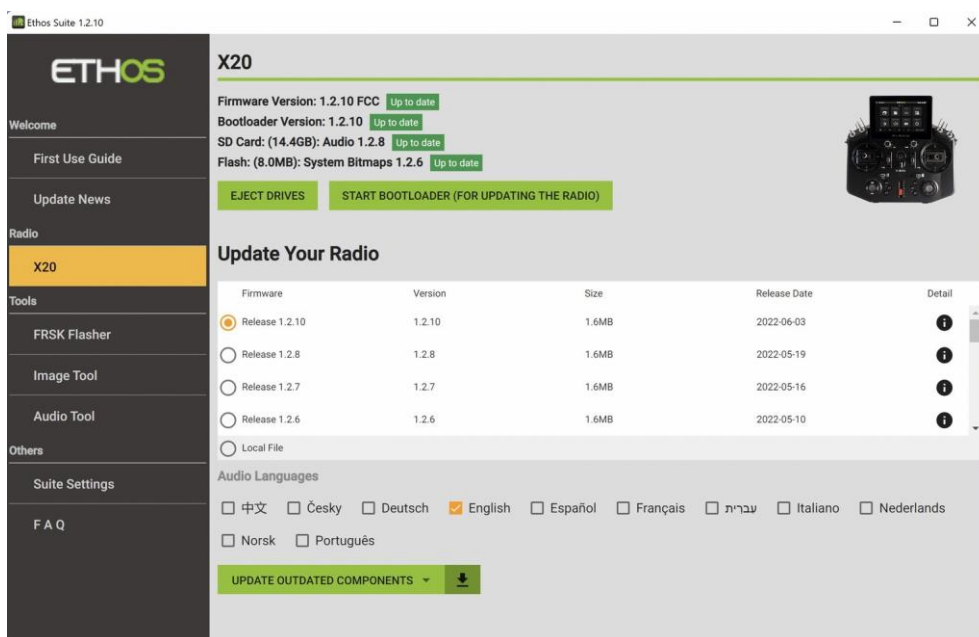 Ethos Suite 1.2.10
ETHOS
Welcome
First Use Guide
Update News
Radio
X20
Tools
FRSK Flasher
Image Tool
Audio Tool
Others
Suite Settings
F A Q
X20
Firmware Version: 1.2.10 FCC Up to date
Bootloader Version: 1.2.10 Up to date
SD Card: (14.4GB): Audio 1.2.8 Up to date
Flash: (8.0MB): System Bitmaps 1.2.6 Up to date
EJECT DRIVES START BOOTLOADER (FOR UPDATING THE RADIO)
Update Your Radio
Firmware Version Size Release Date Detail
Release 1.2.10 1.2.10 1.6MB 2022-06-03
Release 1.2.8 1.2.8 1.6MB 2022-05-19
Release 1.2.7 1.2.7 1.6MB 2022-05-16
Release 1.2.6 1.2.6 1.6MB 2022-05-10
Local File
Audio Languages
中文 Česky Deutsch English Español Français עברית Italiano Nederlands
Norsk Português
UPDATE OUTDATED COMPONENTS